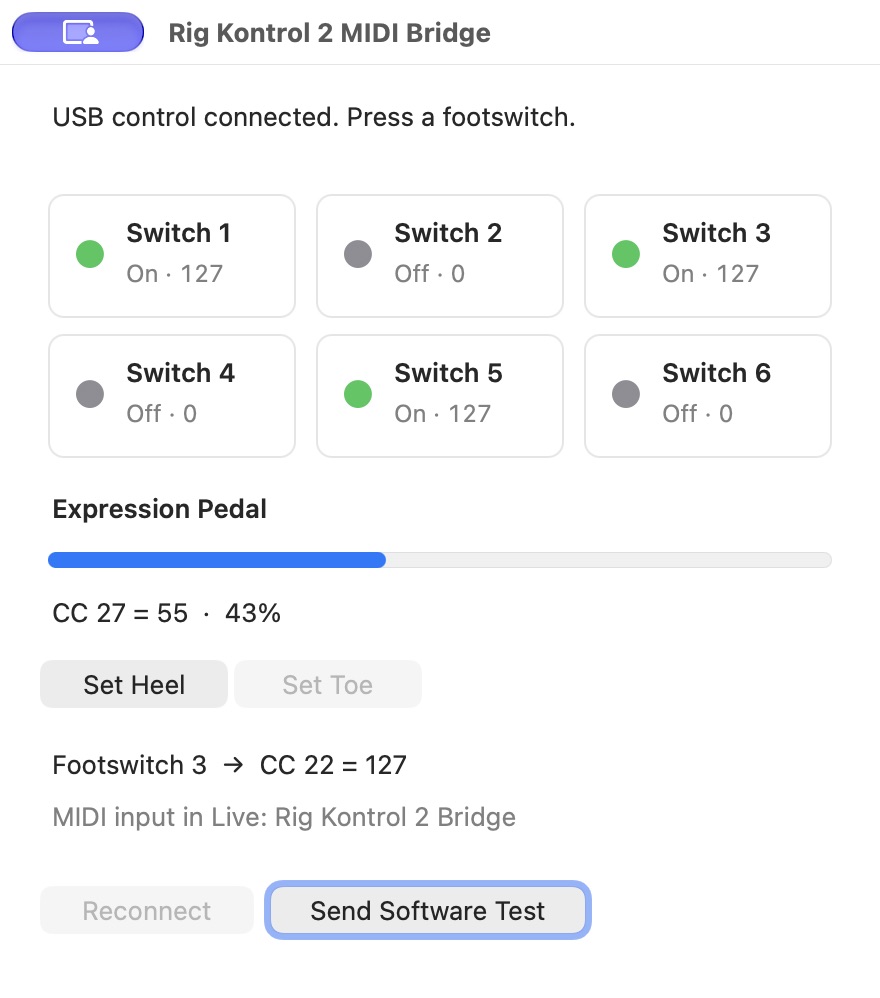 Rig Kontrol 2 MIDI Bridge
USB control connected. Press a footswitch.
Switch 1
On · 127
Switch 2
Off · 0
Switch 3
On · 127
Switch 4
Off · 0
Switch 5
On · 127
Switch 6
Off · 0
Expression Pedal
CC 27 = 55 · 43%
Set Heel
Set Toe
Footswitch 3 → CC 22 = 127
MIDI input in Live: Rig Kontrol 2 Bridge
Reconnect
Send Software Test